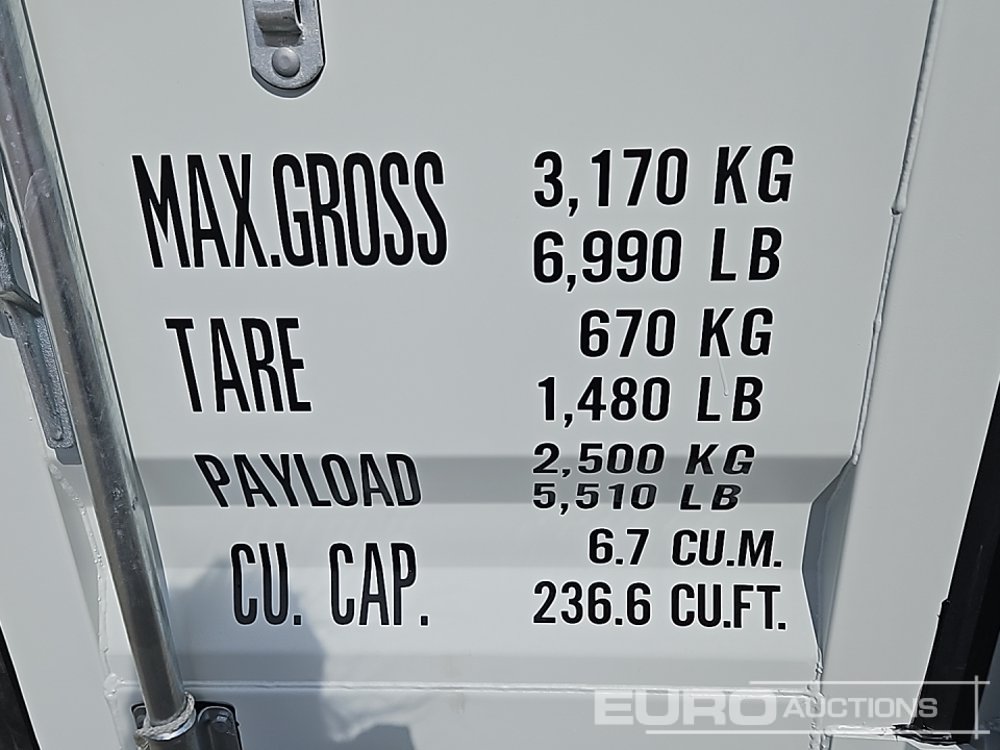 MAX.GROSS 3,170 KG
6,990 LB
TARE 670 KG
1,480 LB
PAYLOAD 2,500 KG
5,510 LB
CU. CAP. 6.7 CU.M.
236.6 CU.FT.
EURO AUCTIONS